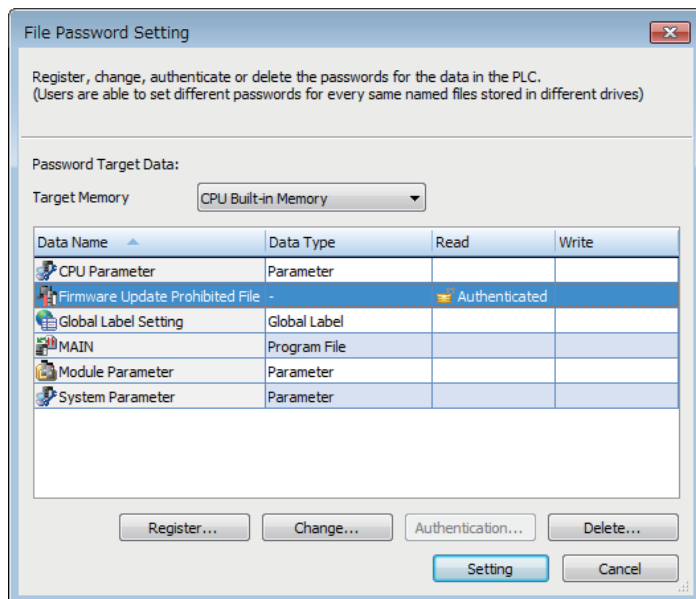 File Password Setting
Register, change, authenticate or delete the passwords for the data in the PLC.
(Users are able to set different passwords for every same named files stored in different drives)
Password Target Data:
Target Memory CPU Built-in Memory
Data Name Data Type Read Write
CPU Parameter Parameter
Firmware Update Prohibited File - Authenticated
Global Label Setting Global Label
MAIN Program File
Module Parameter Parameter
System Parameter Parameter
Register... Change... Authentication... Delete...
Setting Cancel